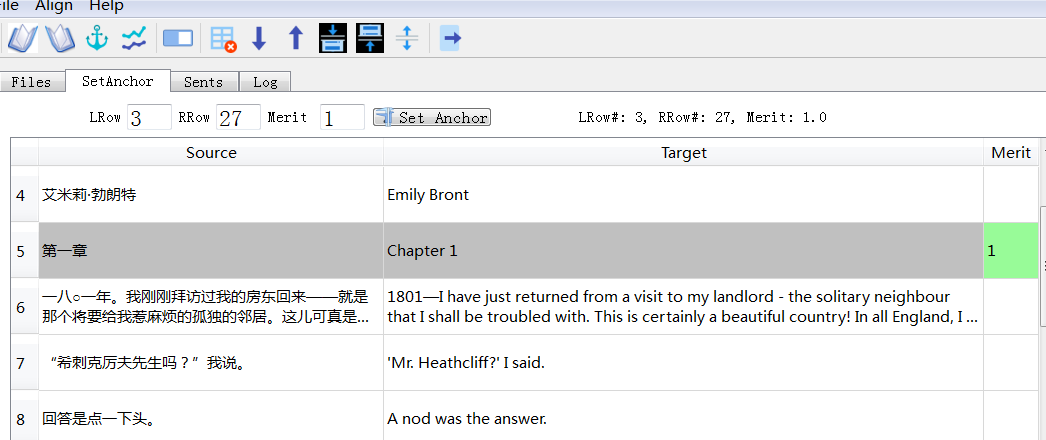 File Align Help
Files SetAnchor Sents Log
LRow 3 RRow 27 Merit 1 Set Anchor LRow#: 3, RRow#: 27, Merit: 1.0
Source Target Merit
4 艾米莉·勃朗特 Emily Bront
5 第一章 Chapter 1 1
6 一八○一年。我刚刚拜访过我的房东回来——就是
那个将要给我惹麻烦的孤独的邻居。这儿可真是...
1801—I have just returned from a visit to my landlord - the solitary neighbour
that I shall be troubled with. This is certainly a beautiful country! In all England, I ...
7 “希刺克厉夫先生吗？”我说。 'Mr. Heathcliff?' I said.
8 回答是点一下头。 A nod was the answer.